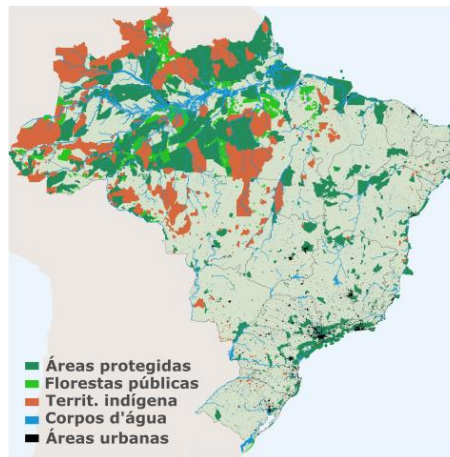 Áreas protegidas
Florestas públicas
Territ. indígena
Corpos d'água
Áreas urbanas